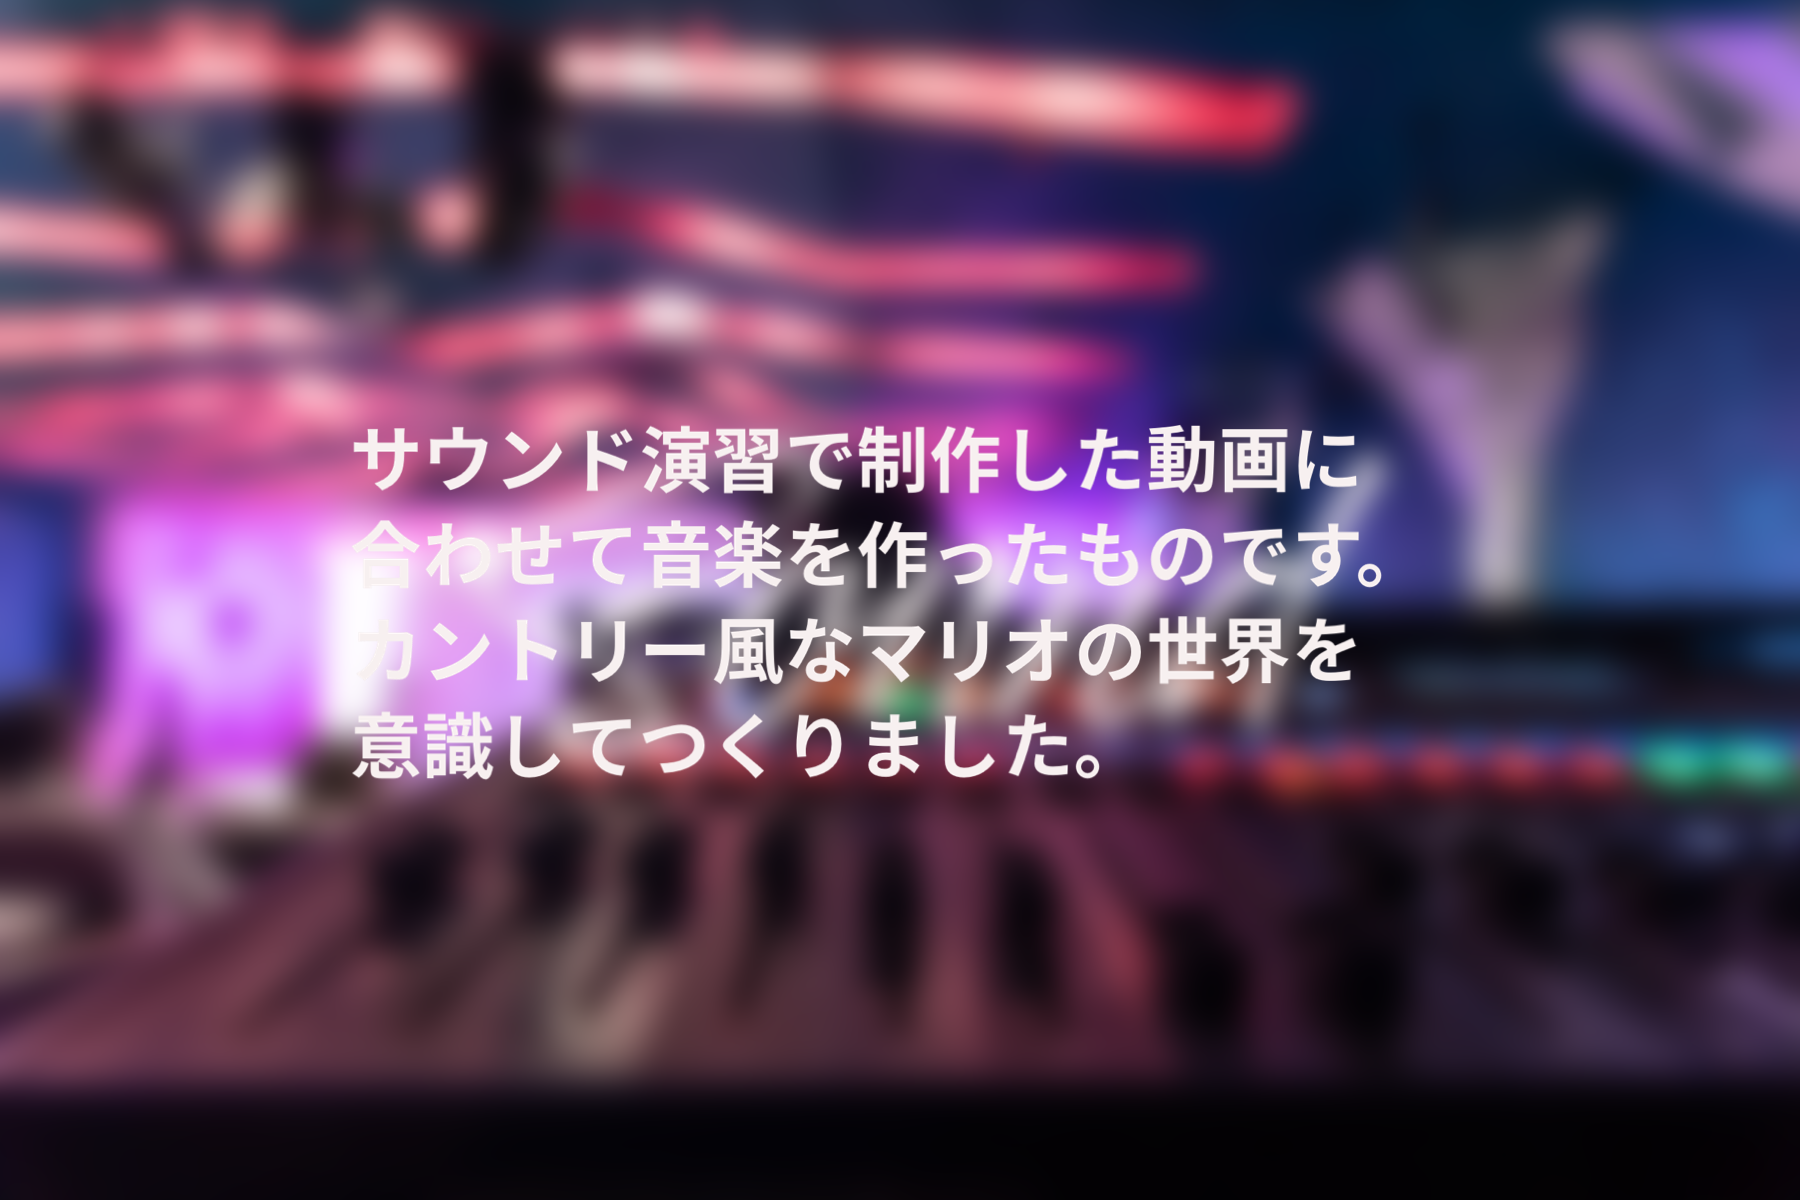 サウンド演習で制作した動画に
合わせて音楽を作ったものです。
カントリー風なマリオの世界を
意識してつくりました。